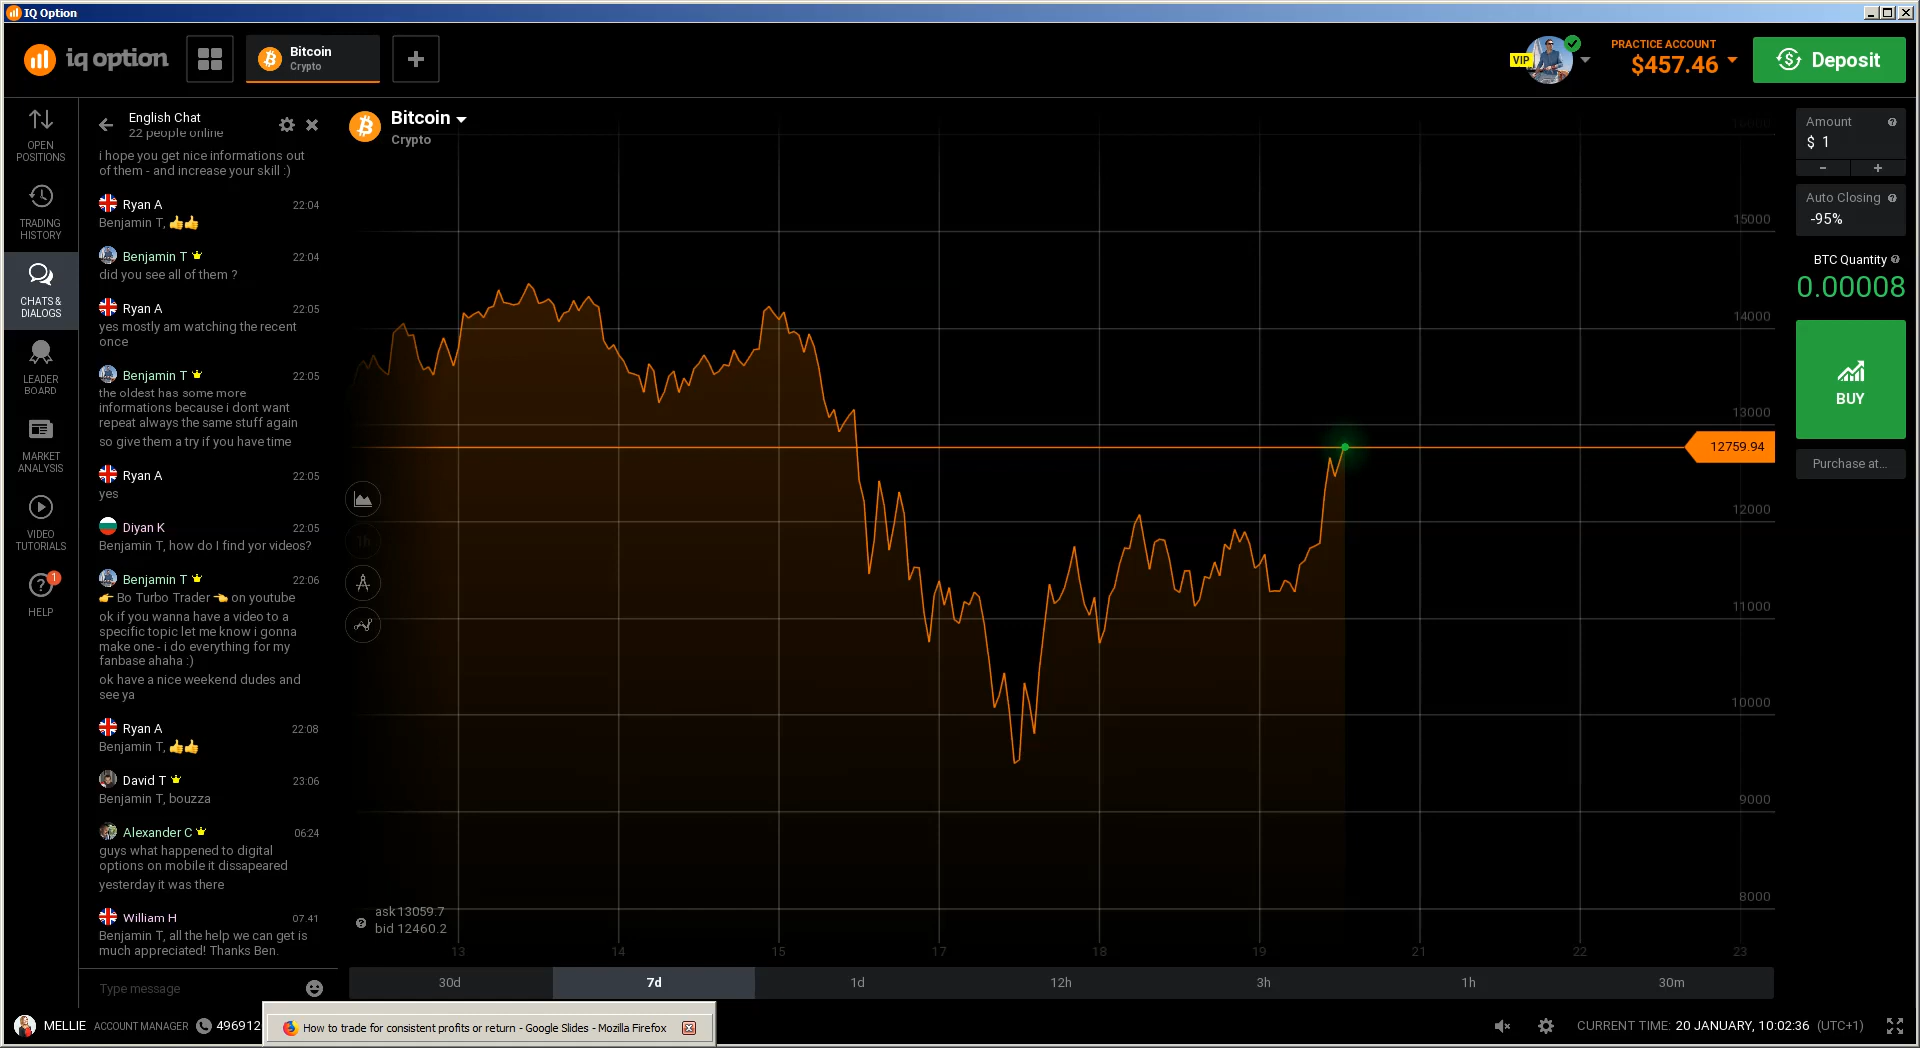 IQ Option
iq option
Bitcoin
Crypto
VIP
PRACTICE ACCOUNT
$457.46
Deposit
OPEN
POSITIONS
TRADING
HISTORY
CHATS &
DIALOGS
LEADER
BOARD
MARKET
ANALYSIS
VIDEO
TUTORIALS
1
HELP
English Chat
22 people online
i hope you get nice informations out
of them - and increase your skill :)
Ryan A 22:04
Benjamin T, 👍👍
Benjamin T 22:04
did you see all of them ?
Ryan A 22:05
yes mostly am watching the recent
once
Benjamin T 22:05
the oldest has some more
informations because i dont want
repeat always the same stuff again
so give them a try if you have time
Ryan A 22:05
yes
Diyan K 22:05
Benjamin T, how do I find yor videos?
Benjamin T 22:06
👉 Bo Turbo Trader 👈 on youtube
ok if you wanna have a video to a
specific topic let me know i gonna
make one - i do everything for my
fanbase ahaha :)
ok have a nice weekend dudes and
see ya
Ryan A 22:08
Benjamin T, 👍👍
David T 23:06
Benjamin T, bouzza
Alexander C 06:24
guys what happened to digital
options on mobile it dissapeared
yesterday it was there
William H 07:41
Benjamin T, all the help we can get is
much appreciated! Thanks Ben.
Type message
Bitcoin
Crypto
1h
15000
14000
13000
12759.94
12000
11000
10000
9000
8000
ask 13059.7
bid 12460.2
13 14 15 17 18 19 21 22 23
30d 7d 1d 12h 3h 1h 30m
Amount
$ 1
- +
Auto Closing
-95%
BTC Quantity
0.00008
BUY
Purchase at...
MELLIE ACCOUNT MANAGER 496912
How to trade for consistent profits or return - Google Slides - Mozilla Firefox
CURRENT TIME: 20 JANUARY, 10:02:36 (UTC+1)